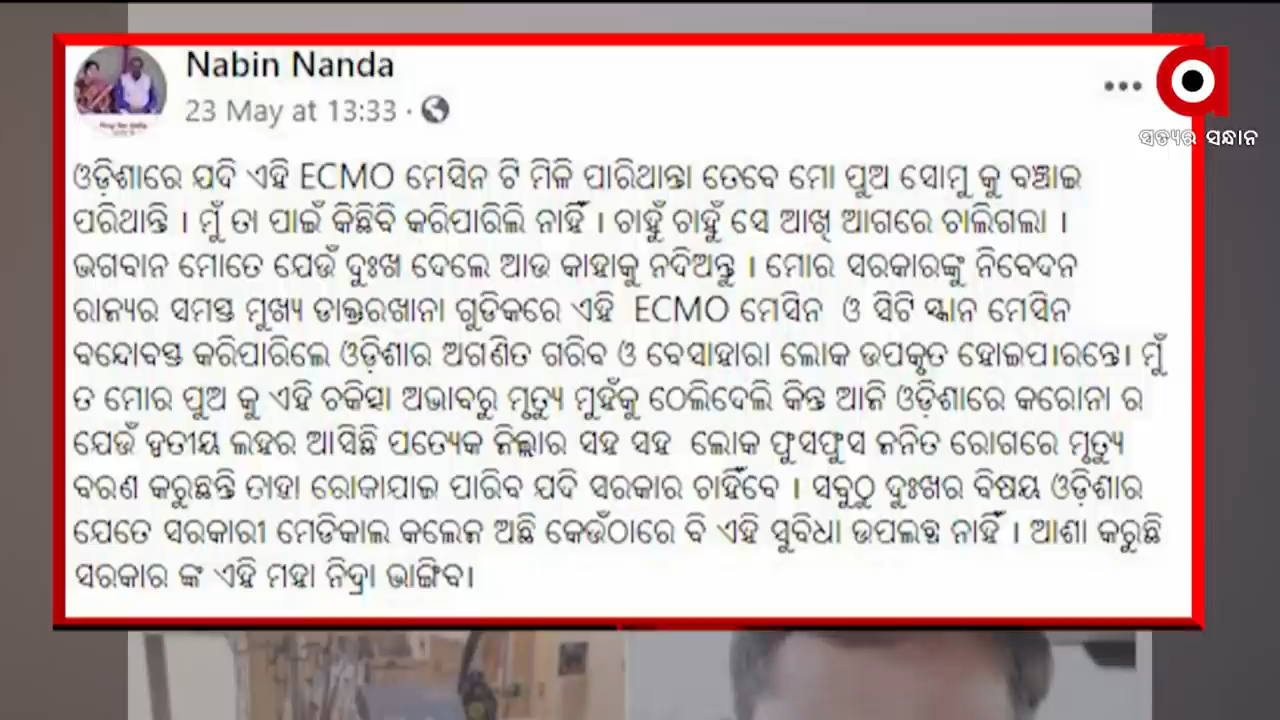 Nabin Nanda
23 May at 13:33 ·
ସତ୍ୟର ସନ୍ଧାନ
ଓଡ଼ିଶାରେ ଯଦି ଏହି ECMO ମେସିନ ଟି ମିଳି ପାରିଥାନ୍ତା ତେବେ ମୋ ପୁଅ ସୋମୁ କୁ ବଞ୍ଚାଇ
ପରିଥାନ୍ତି । ମୁଁ ତା ପାଇଁ କିଛିବି କରିପାରିଲି ନାହିଁ । ଚାହୁଁ ଚାହୁଁ ସେ ଆଖି ଆଗରେ ଚାଲିଗଲା ।
ଭଗବାନ ମୋତେ ଯେଉଁ ଦୁଃଖ ଦେଲେ ଆଉ କାହାକୁ ନଦିଅନ୍ତୁ । ମୋର ସରକାରଙ୍କୁ ନିବେଦନ
ରାଜ୍ୟର ସମସ୍ତ ମୁଖ୍ୟ ଡାକ୍ତରଖାନା ଗୁଡିକରେ ଏହି ECMO ମେସିନ ଓ ସିଟି ସ୍କାନ ମେସିନ
ବନ୍ଦୋବସ୍ତ କରିପାରିଲେ ଓଡ଼ିଶାର ଅଗଣିତ ଗରିବ ଓ ବେସାହାରା ଲୋକ ଉପକୃତ ହୋଇପାରନ୍ତେ। ମୁଁ
ତ ମୋର ପୁଅ କୁ ଏହି ଚକିତ୍ସା ଅଭାବରୁ ମୃତ୍ୟୁ ମୁହଁକୁ ଠେଲିଦେଲି କିନ୍ତ ଆଜି ଓଡ଼ିଶାରେ କରୋନା ର
ଯେଉଁ ଦ୍ୱତୀୟ ଲହର ଆସିଛି ପତ୍ୟେକ ଜିଲ୍ଲାର ସହ ସହ ଲୋକ ଫୁସଫୁସ ଜନିତ ରୋଗରେ ମୃତ୍ୟୁ
ବରଣ କରୁଛନ୍ତି ତାହା ରୋକାଯାଇ ପାରିବ ଯଦି ସରକାର ଚାହିଁବେ । ସବୁଠୁ ଦୁଃଖର ବିଷୟ ଓଡ଼ିଶାର
ଯେତେ ସରକାରୀ ମେଡିକାଲ କଲେଜ ଅଛି କେଉଁଠାରେ ବି ଏହି ସୁବିଧା ଉପଲବ୍ଧ ନାହିଁ । ଆଶା କରୁଛି
ସରକାର ଙ୍କ ଏହି ମହା ନିଦ୍ରା ଭାଙ୍ଗିବ।